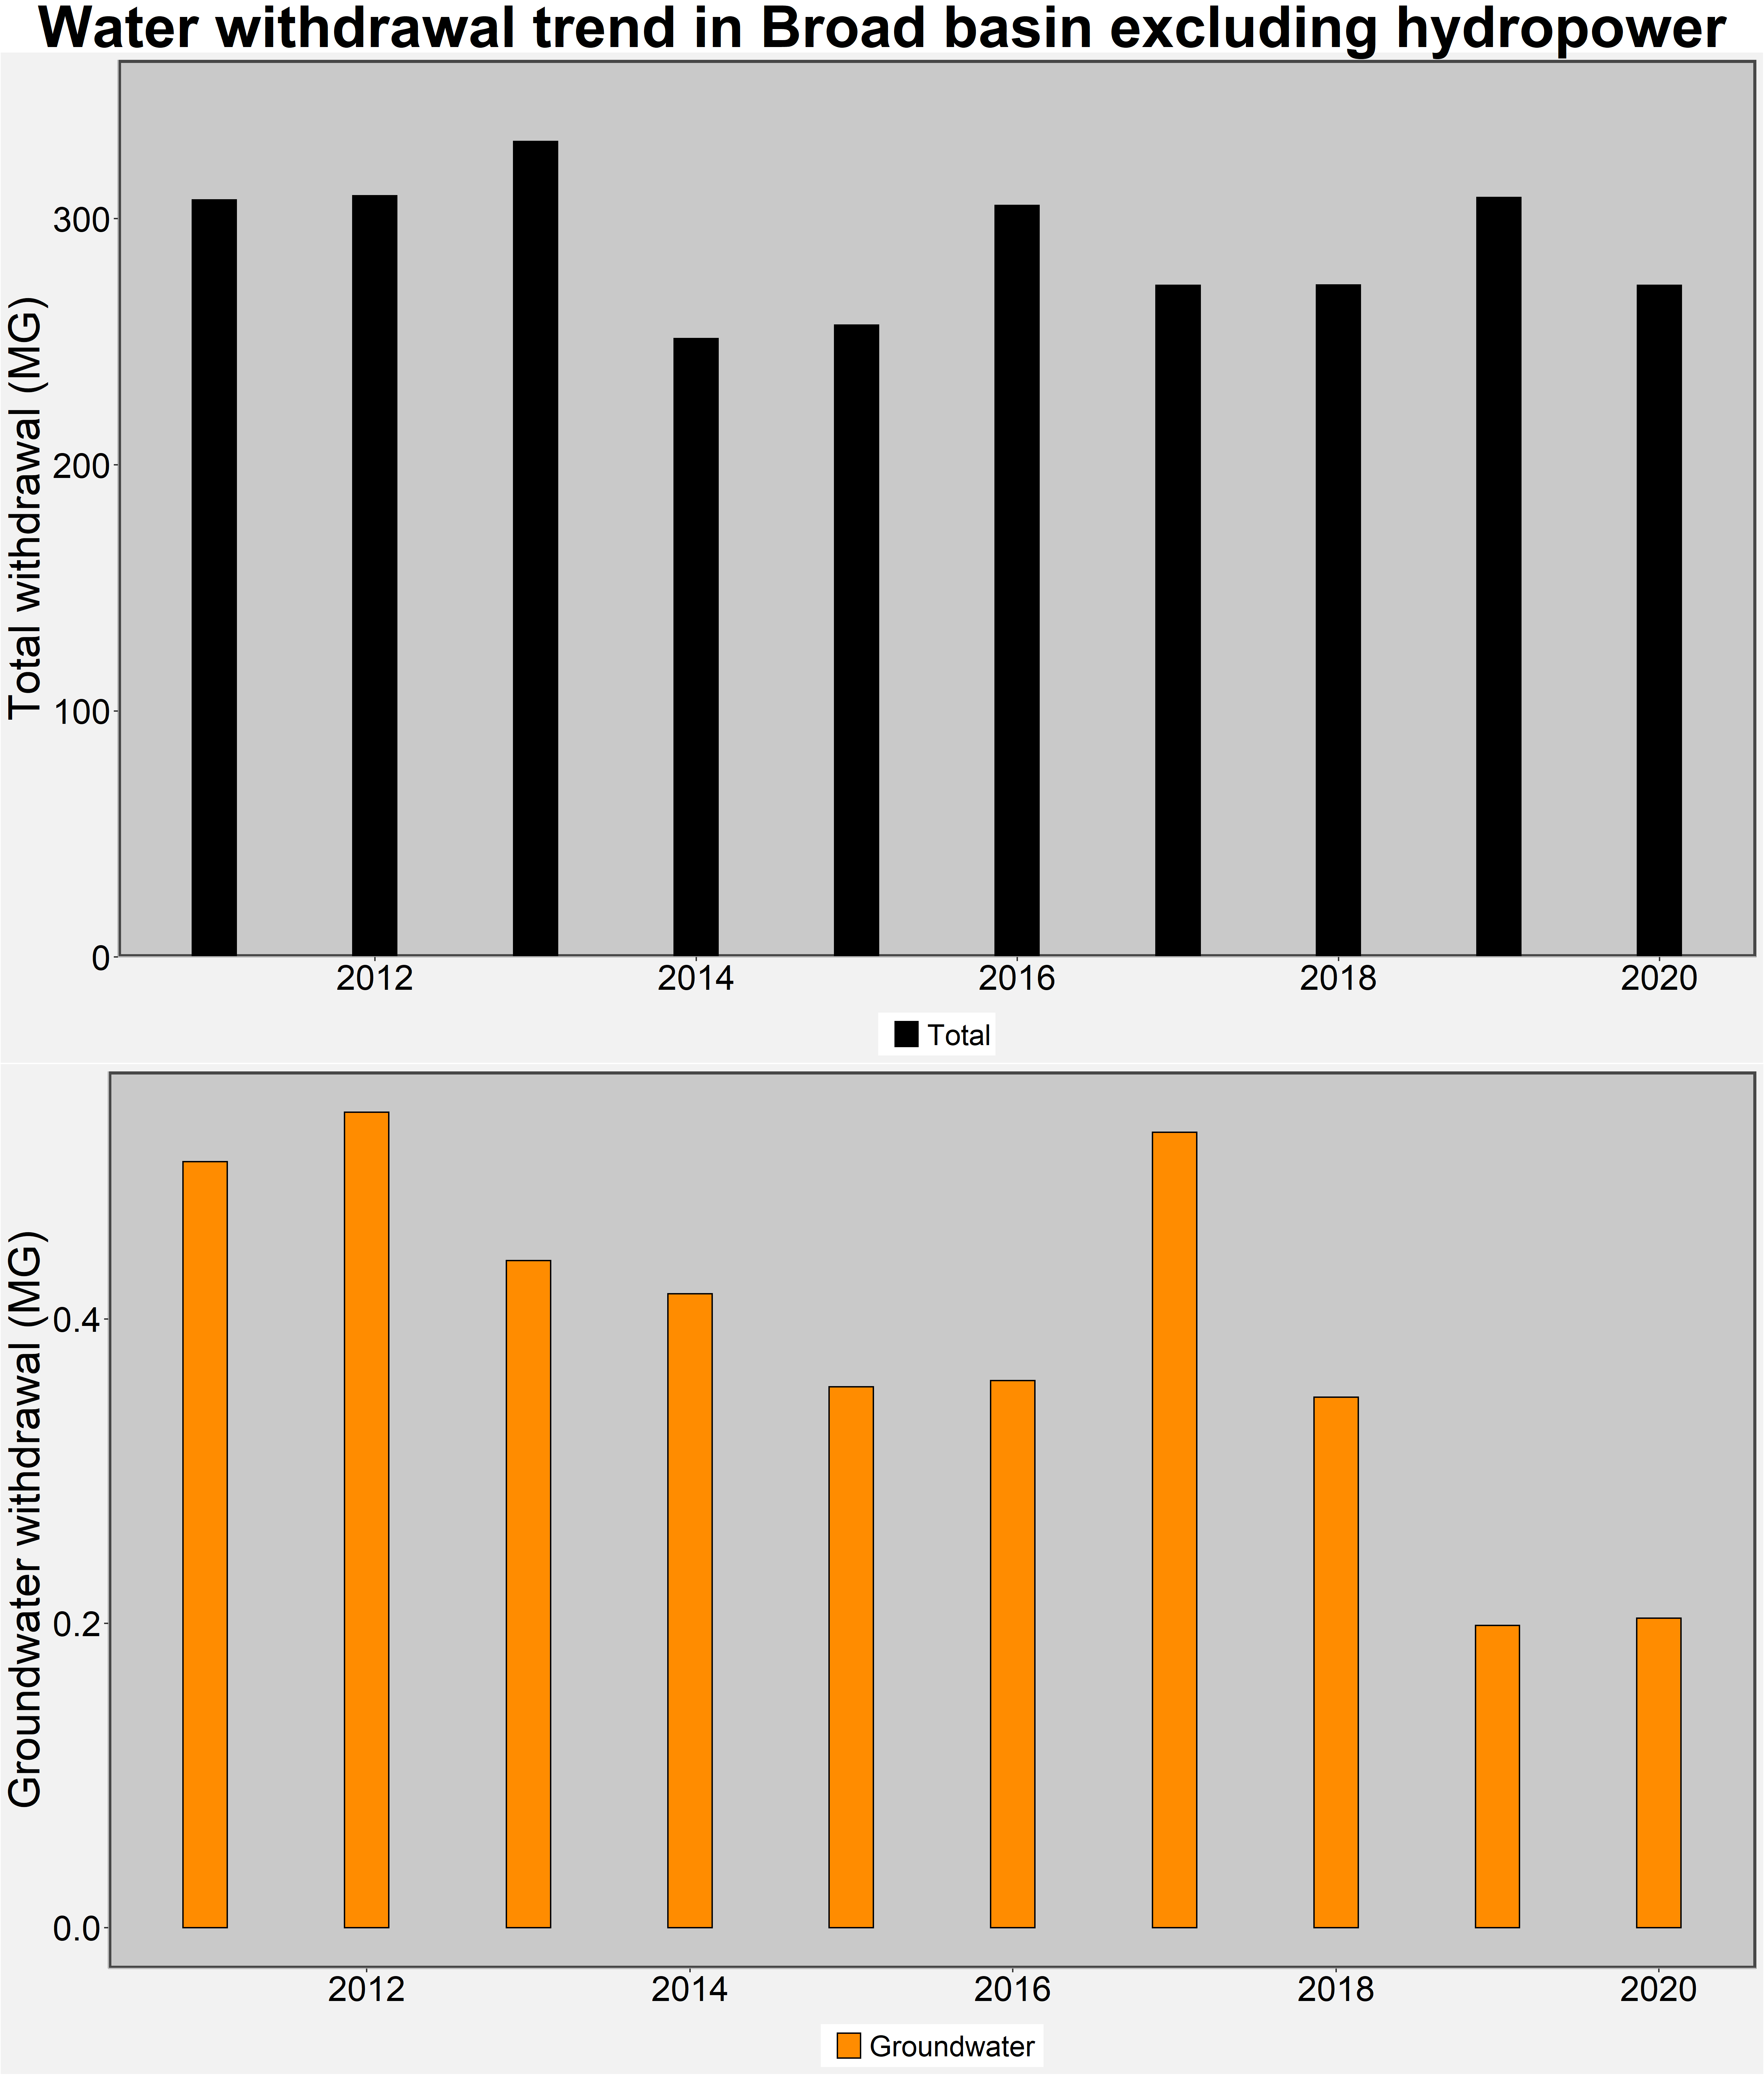 Water withdrawal trend in Broad basin excluding hydropower
Total withdrawal (MG)
300
200
100
0
2012 2014 2016 2018 2020
Total
Groundwater withdrawal (MG)
0.4
0.2
0.0
2012 2014 2016 2018 2020
Groundwater